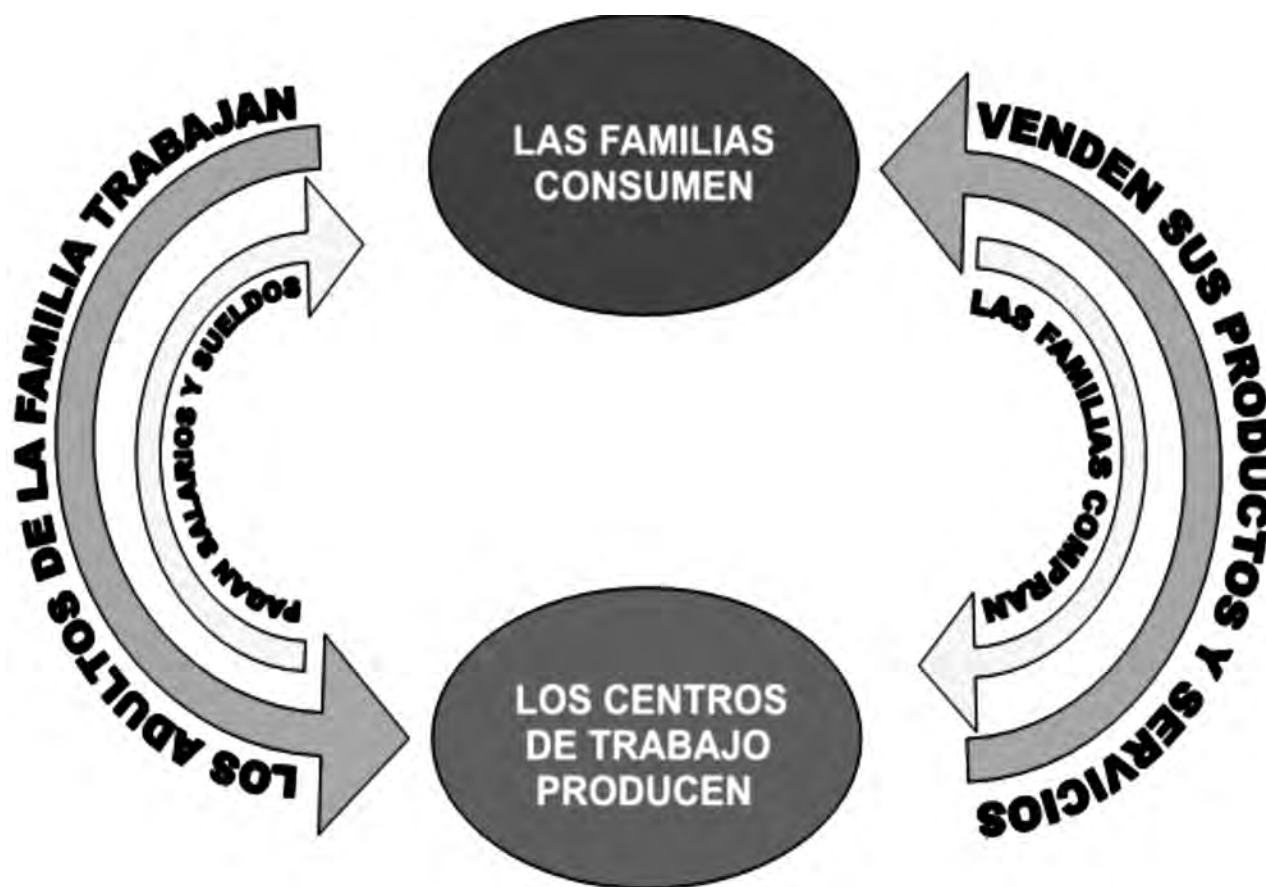 LAS FAMILIAS
CONSUMEN
LOS ADULTOS DE LA FAMILIA TRABAJAN
PAGAN SALARIOS Y SUELDOS
VENDEN SUS PRODUCTOS Y SERVICIOS
LAS FAMILIAS COMPRAN
LOS CENTROS
DE TRABAJO
PRODUCEN